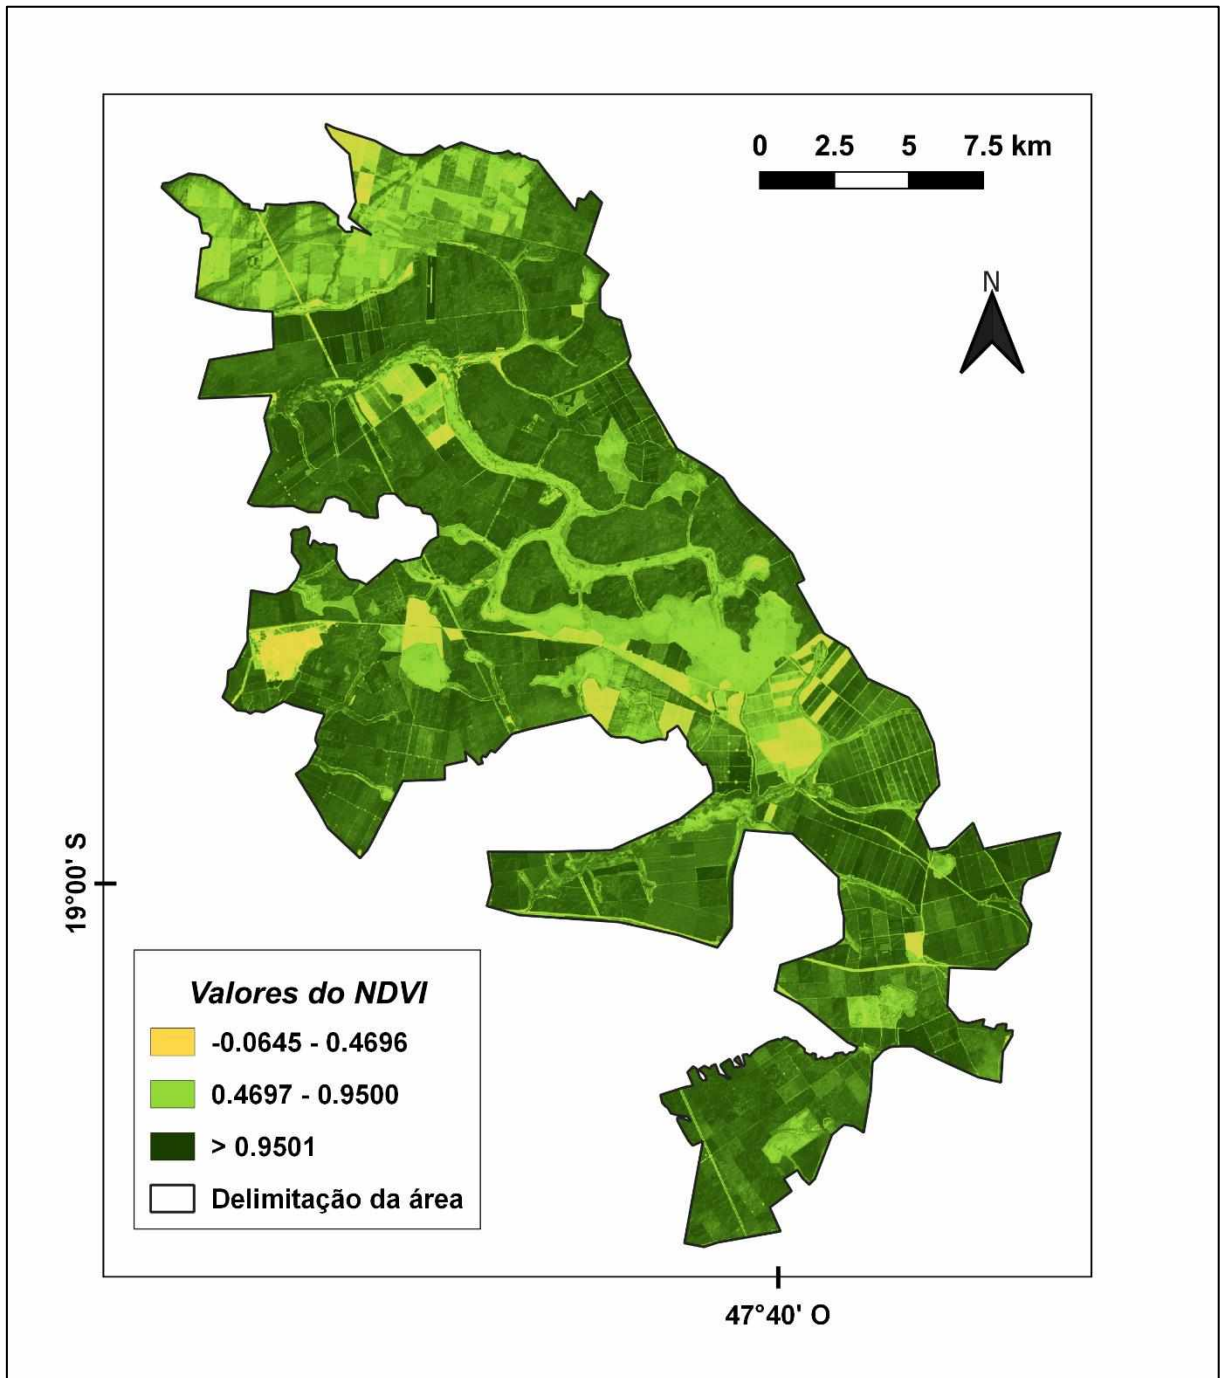 0 2.5 5 7.5 km
N
19°00' S
Valores do NDVI
-0.0645 - 0.4696
0.4697 - 0.9500
> 0.9501
Delimitação da área
47°40' O